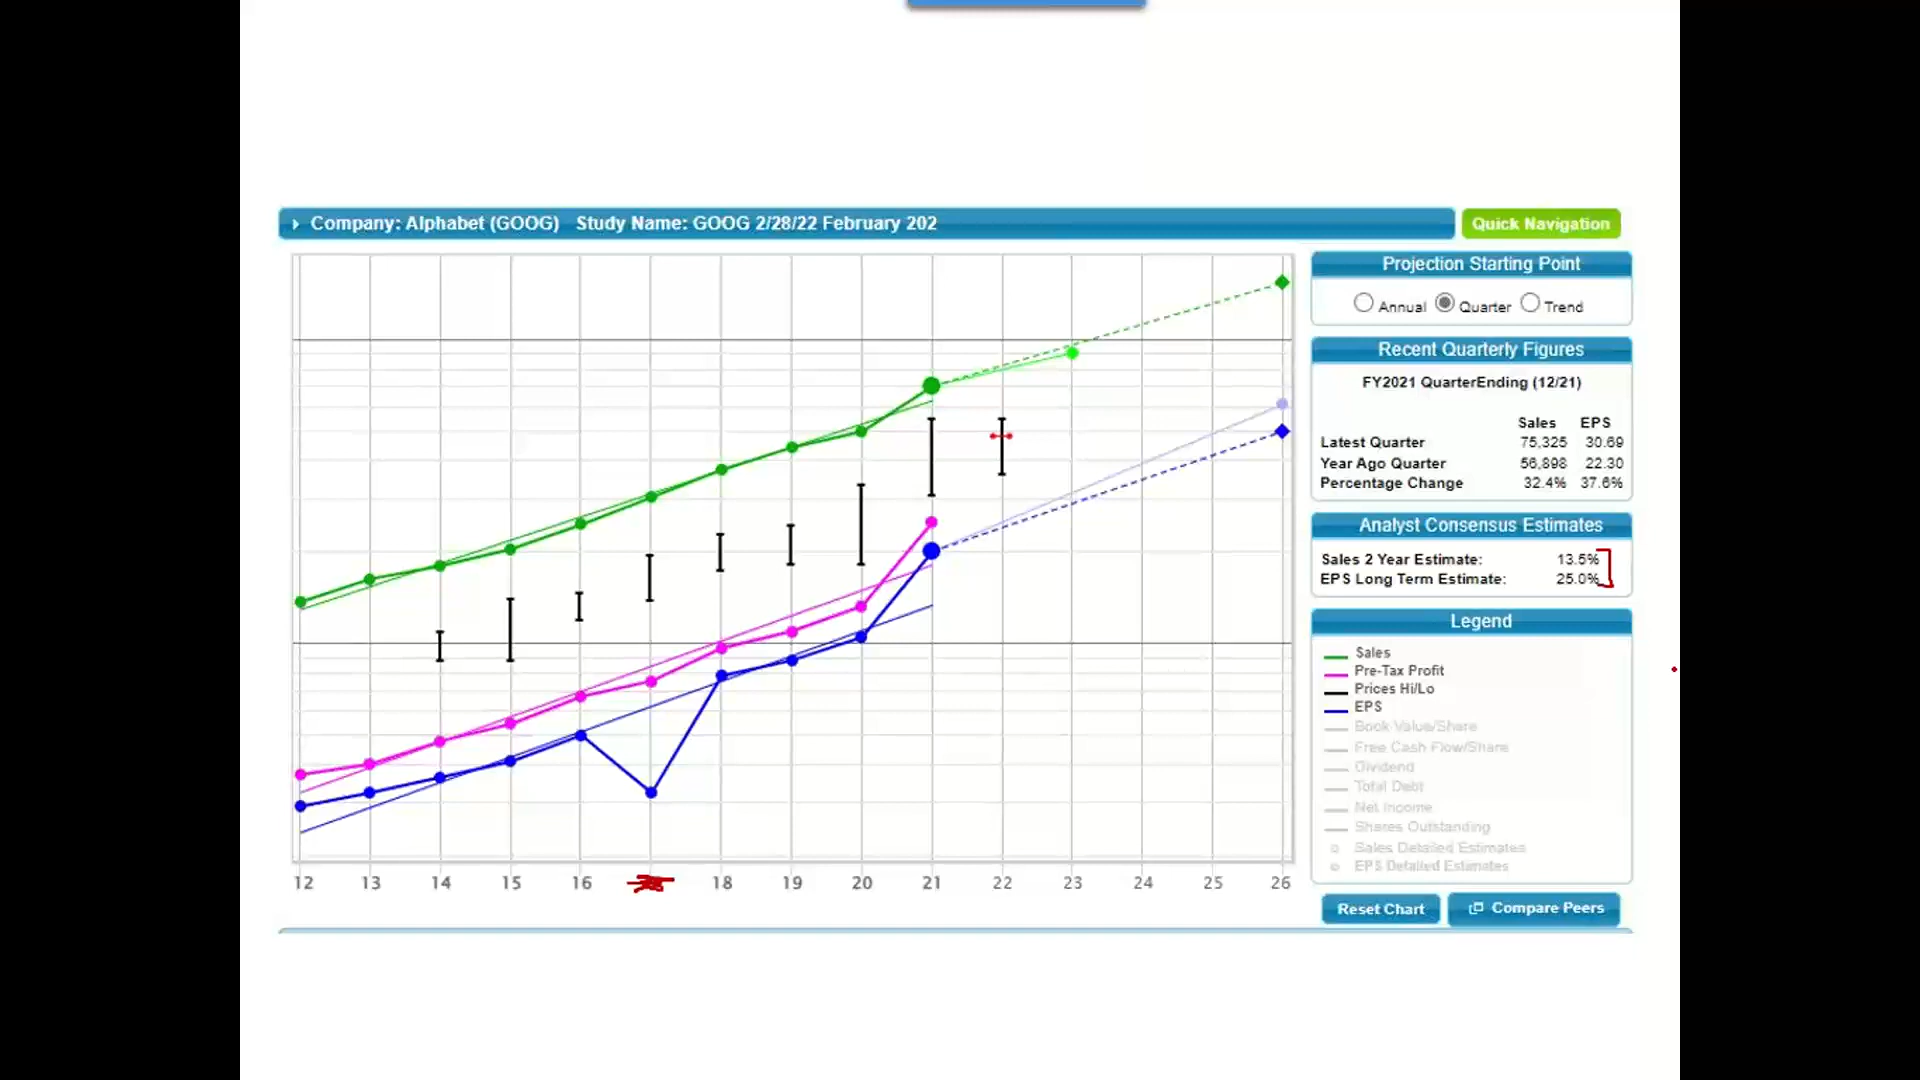 Company: Alphabet (GOOG) Study Name: GOOG 2/28/22 February 202
Quick Navigation
Projection Starting Point
Annual Quarter Trend
Recent Quarterly Figures
FY2021 QuarterEnding (12/21)
Sales EPS
Latest Quarter 75,325 30.69
Year Ago Quarter 56,898 22.30
Percentage Change 32.4% 37.6%
Analyst Consensus Estimates
Sales 2 Year Estimate: 13.5%
EPS Long Term Estimate: 25.0%
Legend
Sales
Pre-Tax Profit
Prices Hi/Lo
EPS
Book Value/Share
Free Cash Flow/Share
Dividend
Total Debt
Net Income
Shares Outstanding
Sales Detailed Estimates
EPS Detailed Estimates
12 13 14 15 16 18 19 20 21 22 23 24 25 26
Reset Chart
Compare Peers